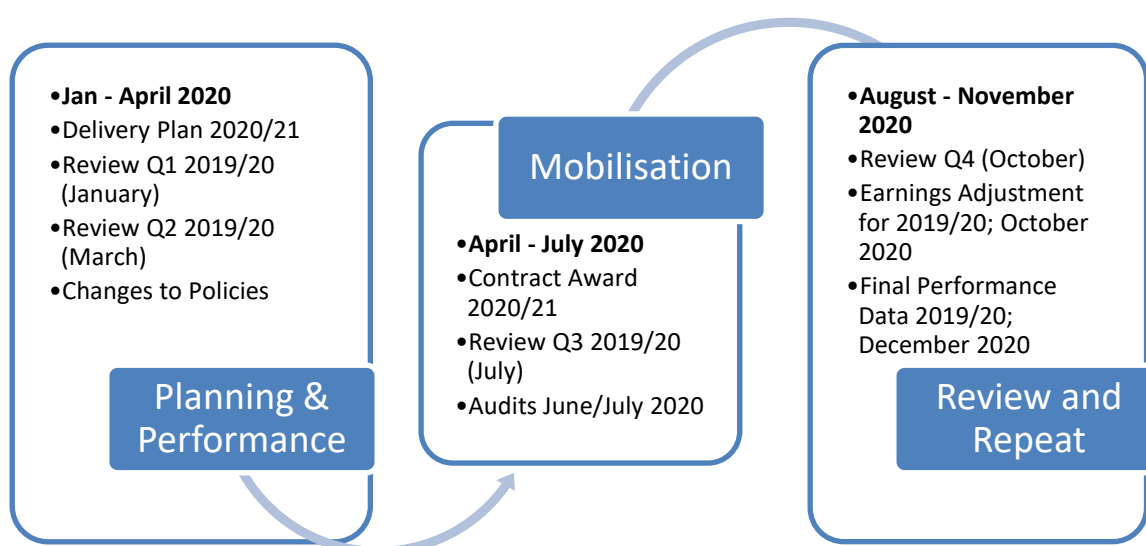 •Jan - April 2020
•Delivery Plan 2020/21
•Review Q1 2019/20
(January)
•Review Q2 2019/20
(March)
•Changes to Policies
Planning &
Performance
Mobilisation
•April - July 2020
•Contract Award
2020/21
•Review Q3 2019/20
(July)
•Audits June/July 2020
•August - November
2020
•Review Q4 (October)
•Earnings Adjustment
for 2019/20; October
2020
•Final Performance
Data 2019/20;
December 2020
Review and
Repeat